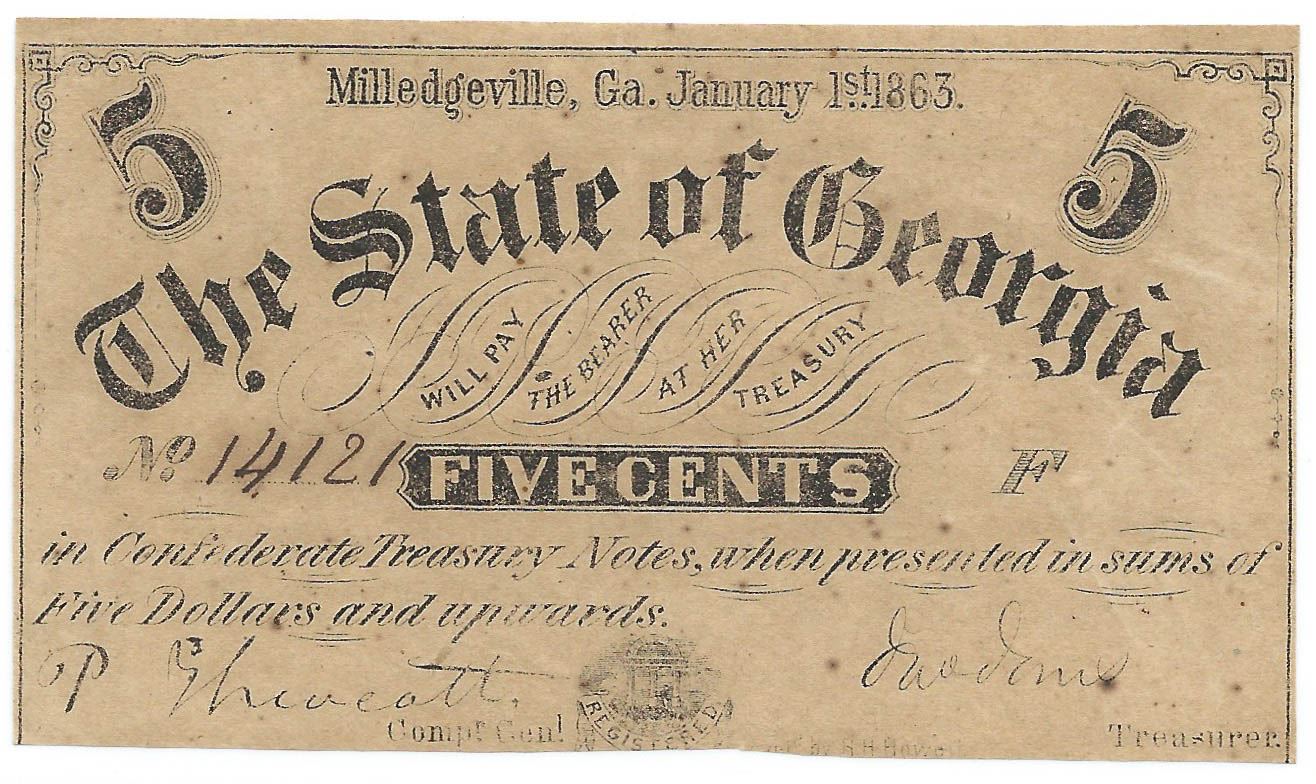 Milledgeville, Ga. January 1st 1863.
5 5
The State of Georgia
WILL PAY
THE BEARER
AT HER
TREASURY
No 14121 FIVE CENTS F
in Confederate Treasury Notes, when presented in sums of
Five Dollars and upwards.
P
Compt Genl
REGISTERED
Treasurer.